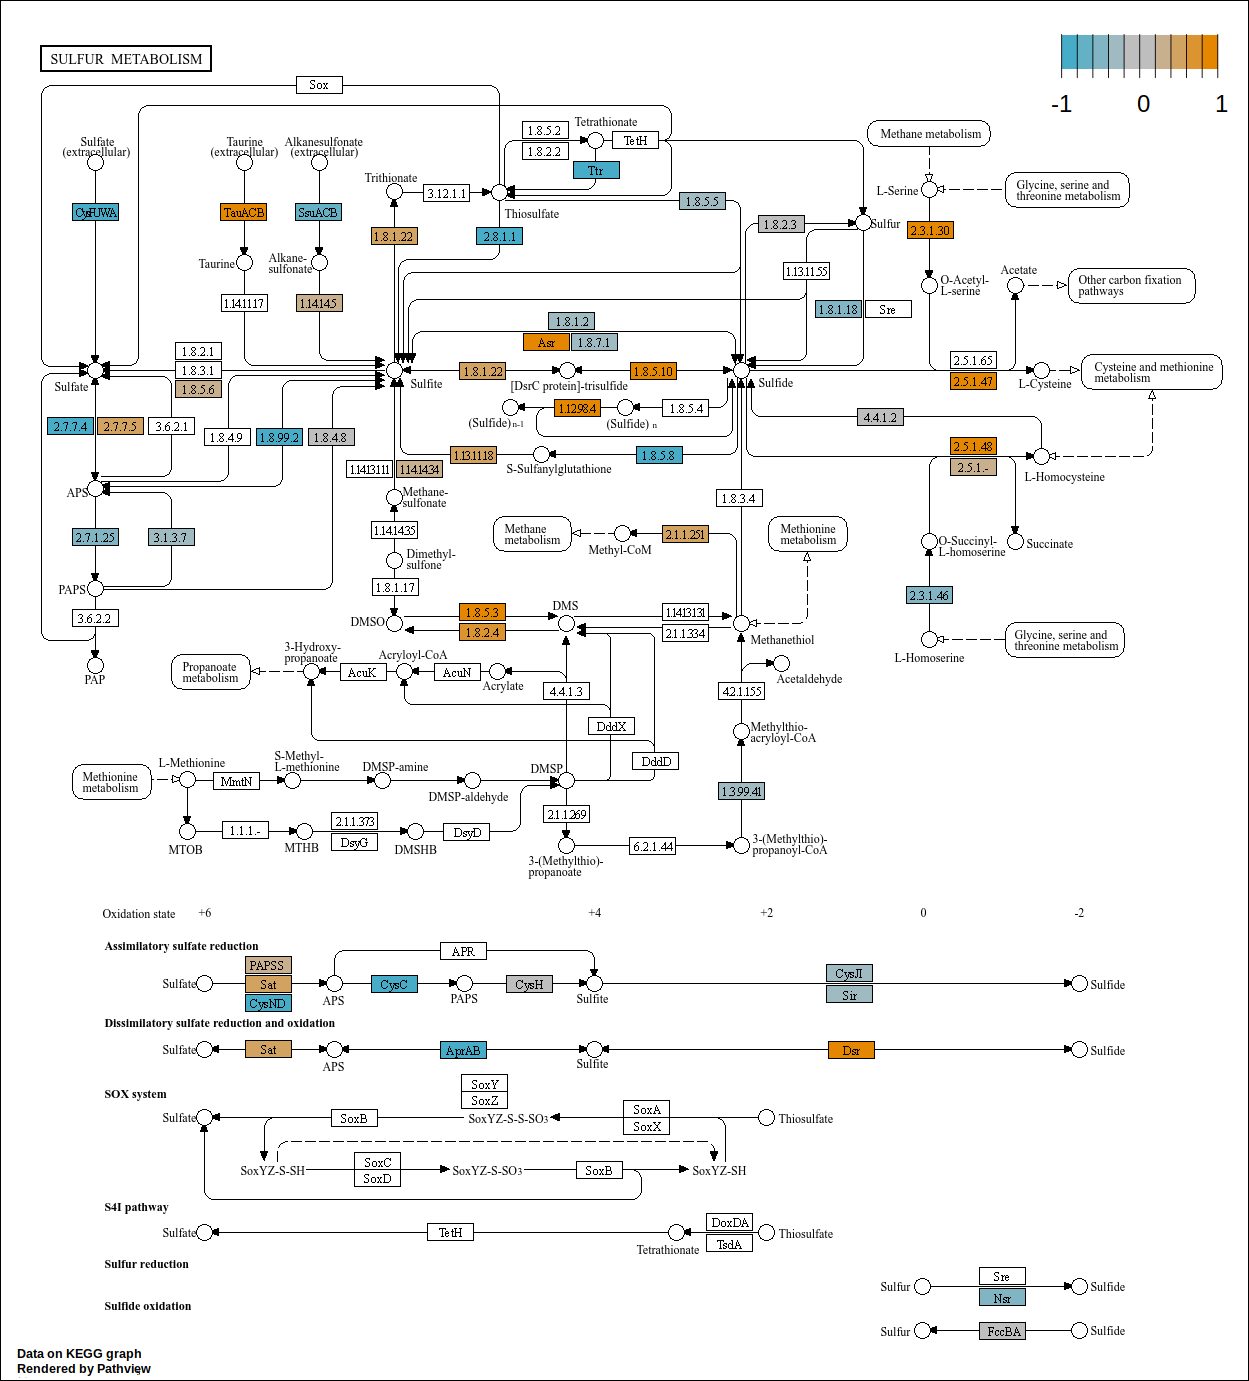 SULFUR METABOLISM
-1 0 1
Sox
Sulfate
(extracellular)
Taurine
(extracellular)
Alkanesulfonate
(extracellular)
Tetrathionate
1.8.5.2
1.8.2.2
TetH
Ttr
Methane metabolism
Trithionate
3.12.1.1
Thiosulfate
1.8.5.5
L-Serine
Glycine, serine and
threonine metabolism
CysPUWA
TauACB
SsuACB
1.8.1.22
2.8.1.1
1.8.2.3
Sulfur
2.3.1.30
Taurine
Alkane-
sulfonate
1.13.11.55
O-Acetyl-
L-serine
Acetate
Other carbon fixation
pathways
1.14.11.17
1.14.14.5
1.8.1.18
Sre
1.8.1.2
Asr
1.8.7.1
1.8.2.1
1.8.3.1
1.8.5.6
Sulfate
Sulfite
1.8.1.22
[DsrC protein]-trisulfide
1.8.5.10
Sulfide
2.5.1.65
2.5.1.47
L-Cysteine
Cysteine and methionine
metabolism
(Sulfide) n-1
1.12.98.4
(Sulfide) n
1.8.5.4
4.4.1.2
2.7.7.4
2.7.7.5
3.6.2.1
1.8.4.9
1.8.99.2
1.8.4.8
1.13.11.18
S-Sulfanylglutathione
1.8.5.8
2.5.1.48
2.5.1.-
L-Homocysteine
1.14.13.111
1.14.14.34
APS
Methane-
sulfonate
1.8.3.4
2.7.1.25
3.1.3.7
1.14.14.35
Methane
metabolism
Methyl-CoM
2.1.1.251
Methionine
metabolism
O-Succinyl-
L-homoserine
Succinate
Dimethyl-
sulfone
PAPS
1.8.1.17
2.3.1.46
3.6.2.2
DMSO
1.8.5.3
1.8.2.4
DMS
1.14.13.131
2.1.1.334
Methanethiol
L-Homoserine
Glycine, serine and
threonine metabolism
PAP
Propanoate
metabolism
3-Hydroxy-
propanoate
AcuK
Acryloyl-CoA
AcuN
Acrylate
4.4.1.3
Acetaldehyde
4.2.1.155
DddX
Methylthio-
acryloyl-CoA
DddD
Methionine
metabolism
L-Methionine
MmtN
S-Methyl-
L-methionine
DMSP-amine
DMSP-aldehyde
DMSP
1.3.99.41
2.1.1.269
MTOB
1.1.1.-
MTHB
2.1.1.373
DsyG
DMSHB
DsyD
3-(Methylthio)-
propanoate
6.2.1.44
3-(Methylthio)-
propanoyl-CoA
Oxidation state +6 +4 +2 0 -2
Assimilatory sulfate reduction
APR
PAPSS
Sulfate
Sat
CysND
APS
CysC
PAPS
CysH
Sulfite
CysJI
Sir
Sulfide
Dissimilatory sulfate reduction and oxidation
Sulfate
Sat
APS
AprAB
Sulfite
Dsr
Sulfide
SOX system
SoxY
SoxZ
Sulfate
SoxB
SoxYZ-S-S-SO3
SoxA
SoxX
Thiosulfate
SoxYZ-S-SH
SoxC
SoxD
SoxYZ-S-SO3
SoxB
SoxYZ-SH
S4I pathway
Sulfate
TetH
Tetrathionate
DoxDA
TsdA
Thiosulfate
Sulfur reduction
Sulfur
Sre
Nsr
Sulfide
Sulfide oxidation
Sulfur
FccBA
Sulfide
Data on KEGG graph
Rendered by Pathview